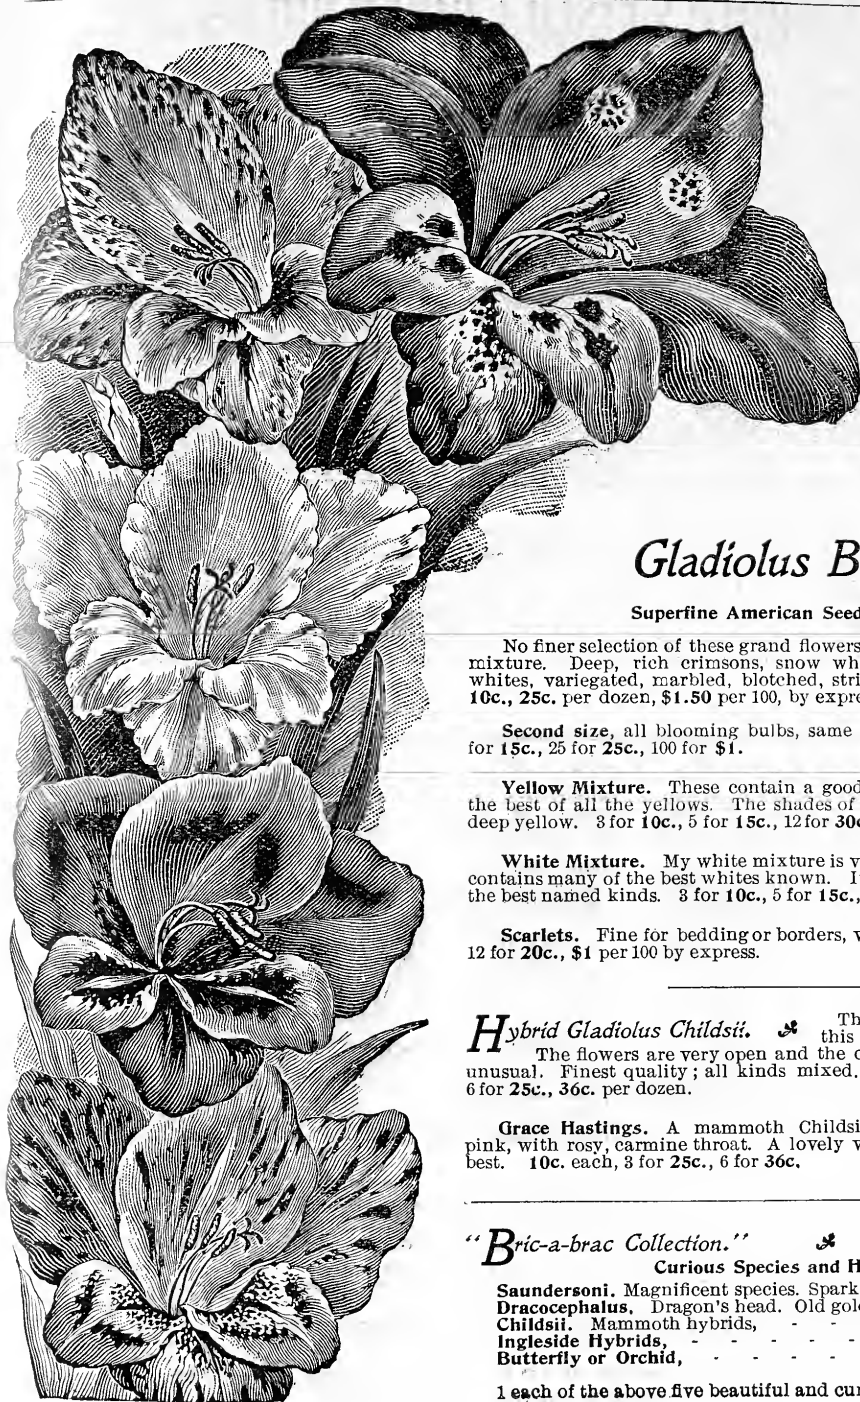 Gladiolus B
Superfine American Seed
No finer selection of these grand flowers
mixture. Deep, rich crimsons, snow wh
whites, variegated, marbled, blotched, stri
10c., 25c. per dozen, $1.50 per 100, by expre
Second size, all blooming bulbs, same
for 15c., 25 for 25c., 100 for $1.
Yellow Mixture. These contain a good
the best of all the yellows. The shades of
deep yellow. 3 for 10c., 5 for 15c., 12 for 30c
White Mixture. My white mixture is v
contains many of the best whites known. I
the best named kinds. 3 for 10c., 5 for 15c.,
Scarlets. Fine for bedding or borders, v
12 for 20c., $1 per 100 by express.
Hybrid Gladiolus Childsii. Th
this
The flowers are very open and the c
unusual. Finest quality; all kinds mixed.
6 for 25c., 36c. per dozen.
Grace Hastings. A mammoth Childsi
pink, with rosy, carmine throat. A lovely v
best. 10c. each, 3 for 25c., 6 for 36c.
"Bric-a-brac Collection."
Curious Species and H
Saundersoni. Magnificent species. Spark
Dracocephalus. Dragon's head. Old gol
Childsii. Mammoth hybrids, - -
Ingleside Hybrids, - - - - -
Butterfly or Orchid, - - - -
1 each of the above five beautiful and cu